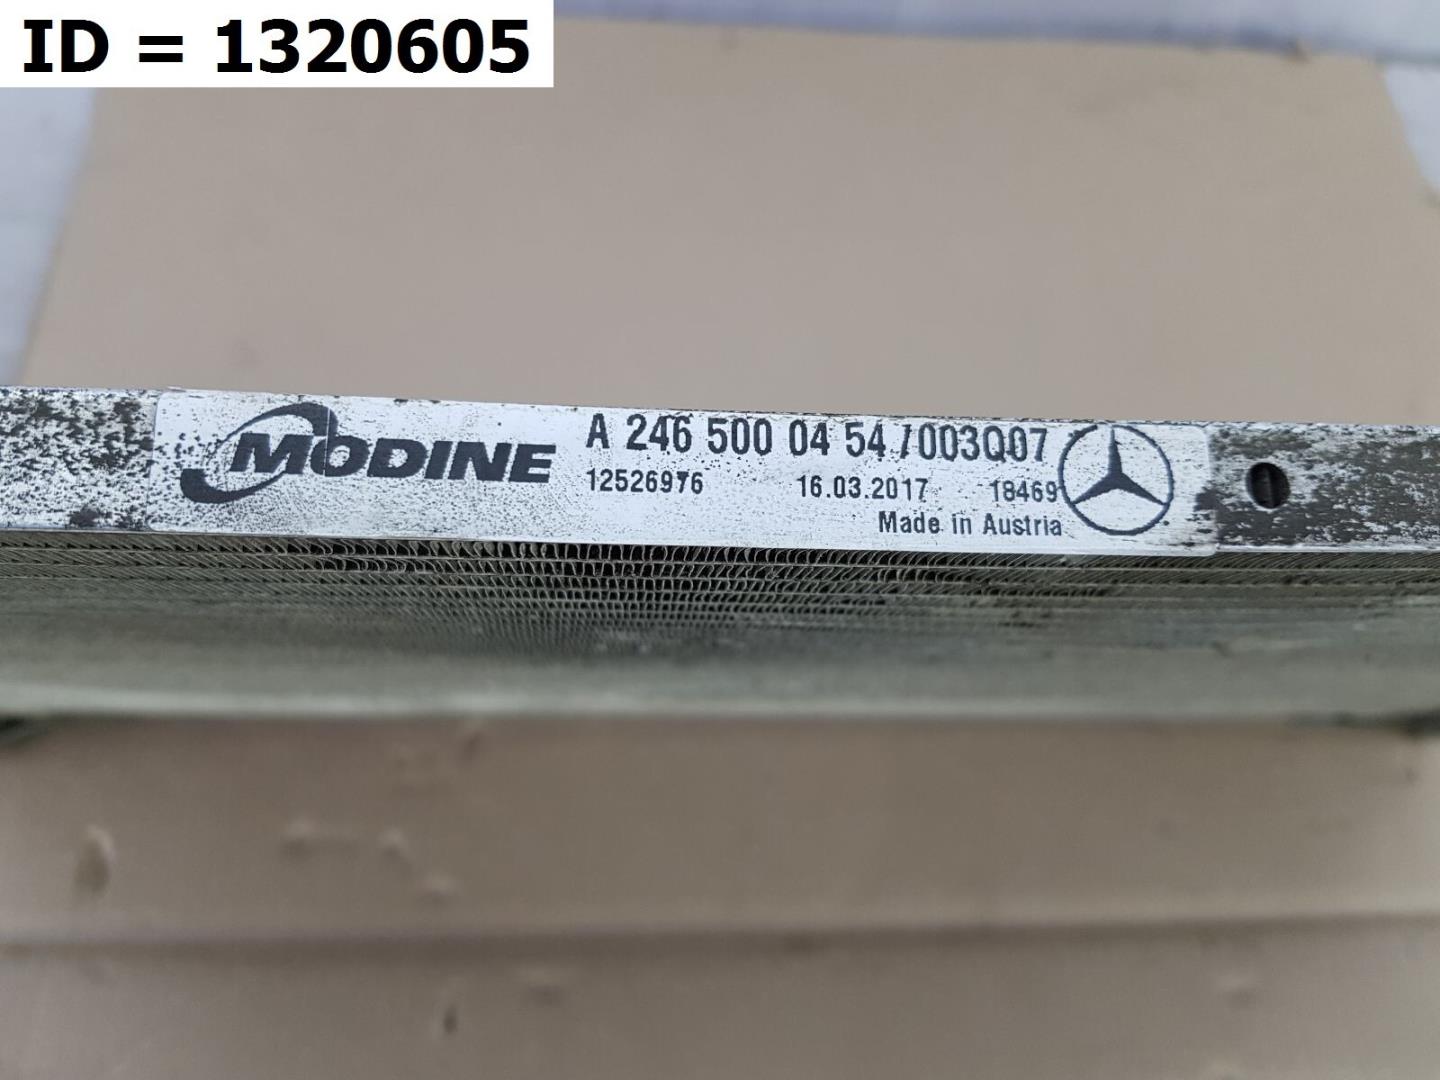 ID = 1320605
MODINE
A 246 500 04 54 / 003Q07
12526976 16.03.2017 18469
Made in Austria